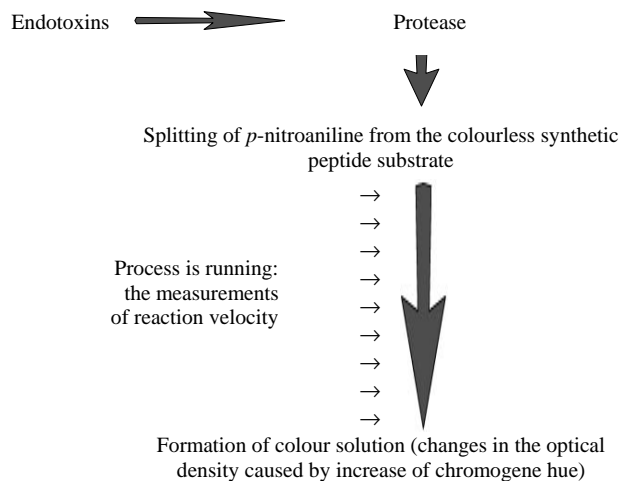 Endotoxins
Protease
Splitting of p-nitroaniline from the colourless synthetic
peptide substrate
Process is running:
the measurements
of reaction velocity
Formation of colour solution (changes in the optical
density caused by increase of chromogene hue)